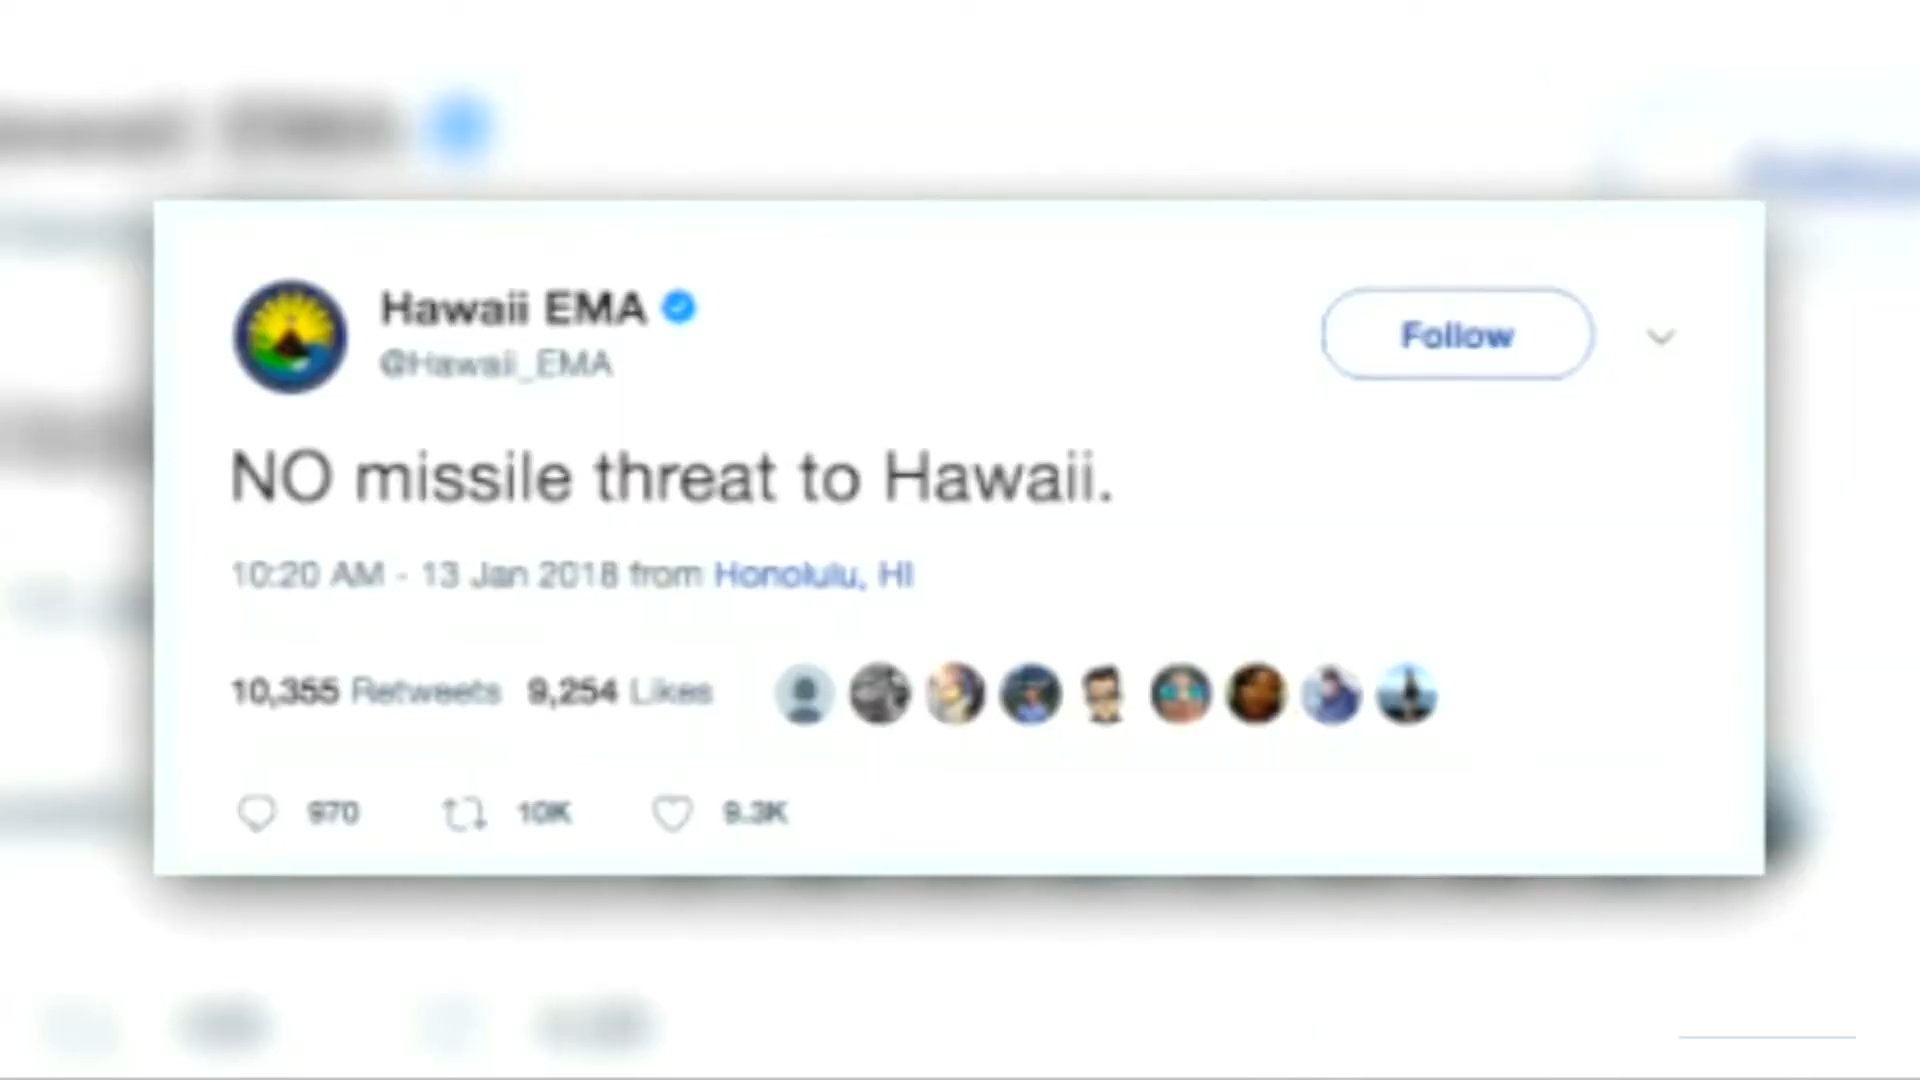 Hawaii EMA
@Hawaii_EMA
Follow
NO missile threat to Hawaii.
10:20 AM - 13 Jan 2018 from Honolulu, HI
10,355 Retweets 9,254 Likes
970 10K 9.3K